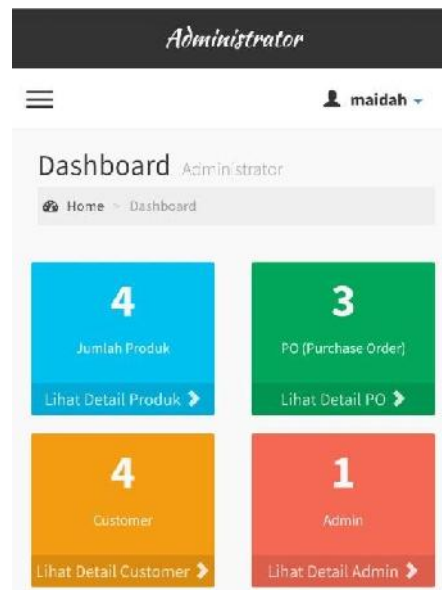 Administrator
maidah
Dashboard Administrator
Home > Dashboard
4
Jumlah Produk
Lihat Detail Produk
3
PO (Purchase Order)
Lihat Detail PO
4
Customer
Lihat Detail Customer
1
Admin
Lihat Detail Admin